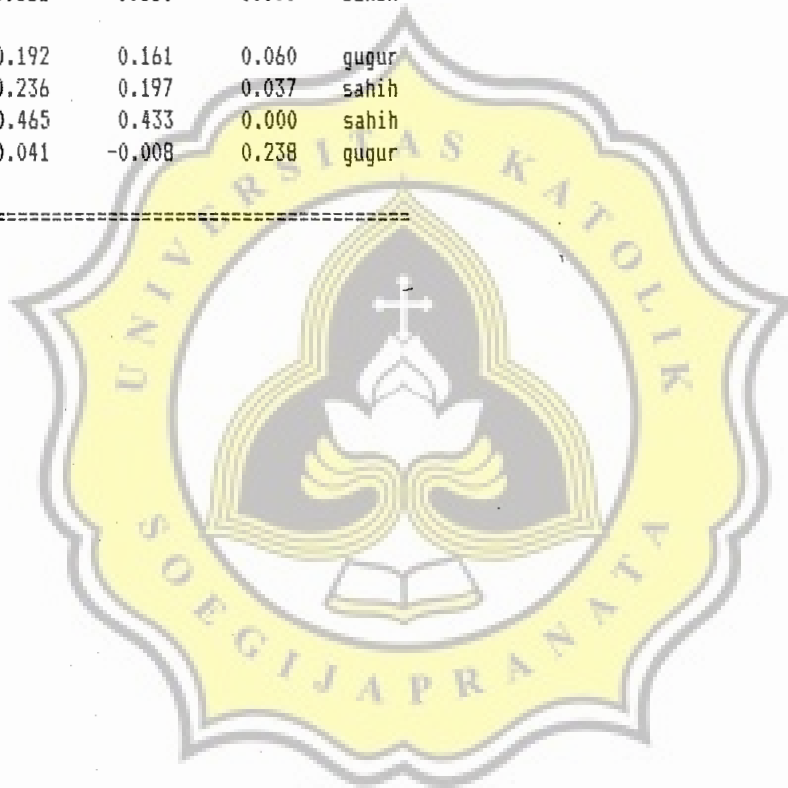 0.192 0.161 0.060 gugur
0.236 0.197 0.037 sahih
0.465 0.433 0.000 sahih
0.041 -0.008 0.238 gugur
==========================================
UNIVERSITAS KATOLIK
SOEGIJAPRANATA